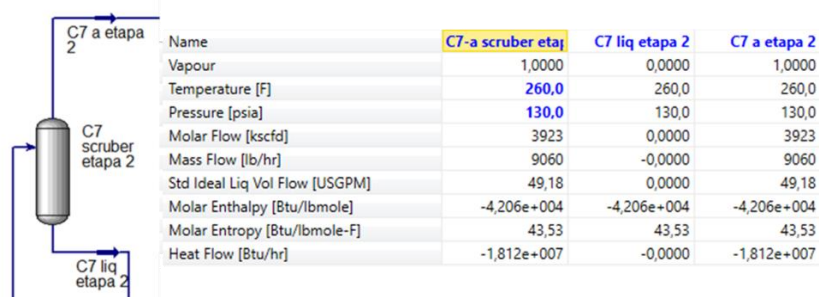 C7 a etapa
2
C7
scruber
etapa 2
C7 liq
etapa 2
Name C7-a scruber etap C7 liq etapa 2 C7 a etapa 2
Vapour 1,0000 0,0000 1,0000
Temperature [F] 260,0 260,0 260,0
Pressure [psia] 130,0 130,0 130,0
Molar Flow [kscfd] 3923 0,0000 3923
Mass Flow [lb/hr] 9060 -0,0000 9060
Std Ideal Liq Vol Flow [USGPM] 49,18 0,0000 49,18
Molar Enthalpy [Btu/lbmole] -4,206e+004 -4,206e+004 -4,206e+004
Molar Entropy [Btu/lbmole-F] 43,53 43,53 43,53
Heat Flow [Btu/hr] -1,812e+007 -0,0000 -1,812e+007